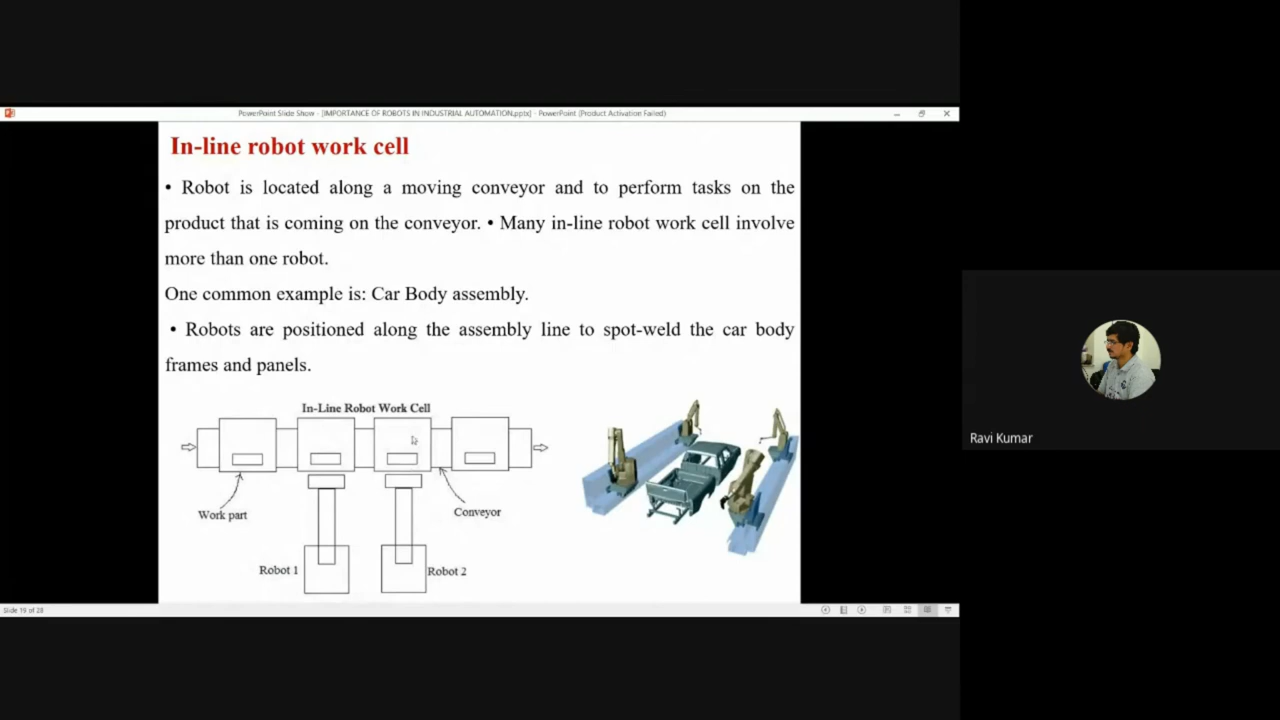 PowerPoint Slide Show - [IMPORTANCE OF ROBOTS IN INDUSTRIAL AUTOMATION.pptx] - PowerPoint (Product Activation Failed)
In-line robot work cell
• Robot is located along a moving conveyor and to perform tasks on the
product that is coming on the conveyor. • Many in-line robot work cell involve
more than one robot.
One common example is: Car Body assembly.
• Robots are positioned along the assembly line to spot-weld the car body
frames and panels.
In-Line Robot Work Cell
Work part
Conveyor
Robot 1
Robot 2
Slide 19 of 28
Ravi Kumar